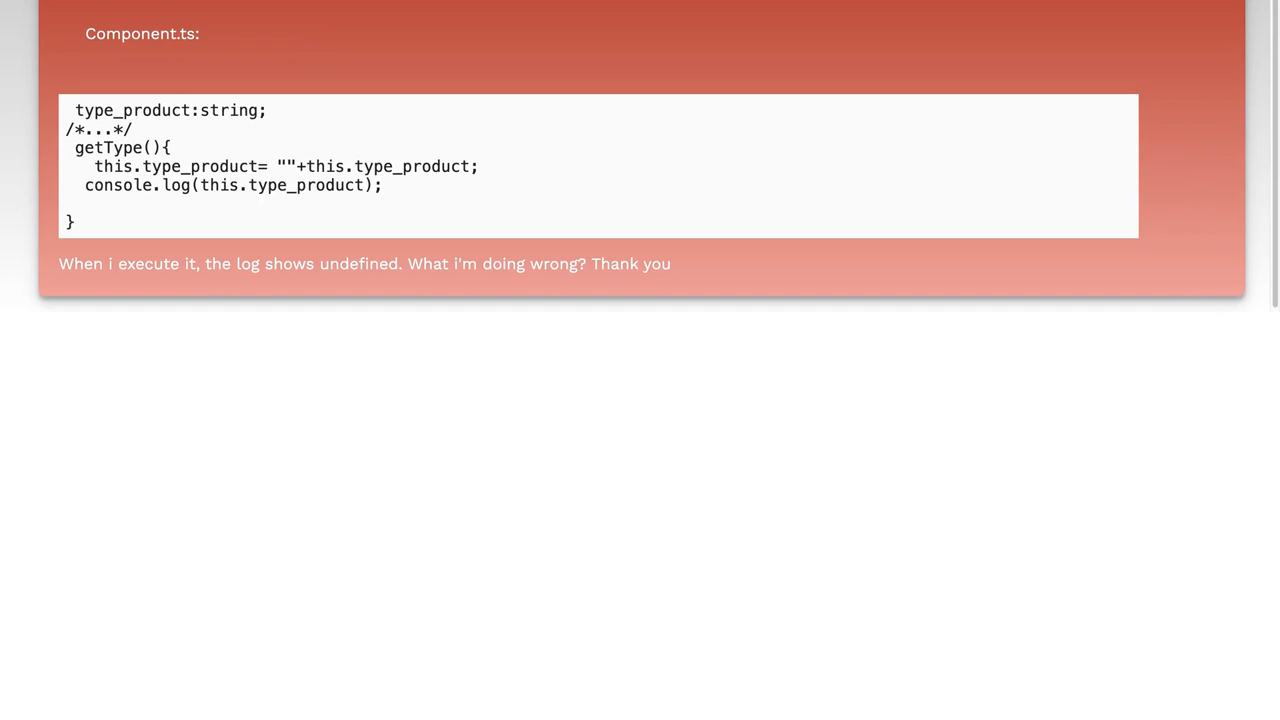 Component.ts:
type_product:string;
/*...*/
getType(){
this.type_product= ""+this.type_product;
console.log(this.type_product);
}
When i execute it, the log shows undefined. What i'm doing wrong? Thank you